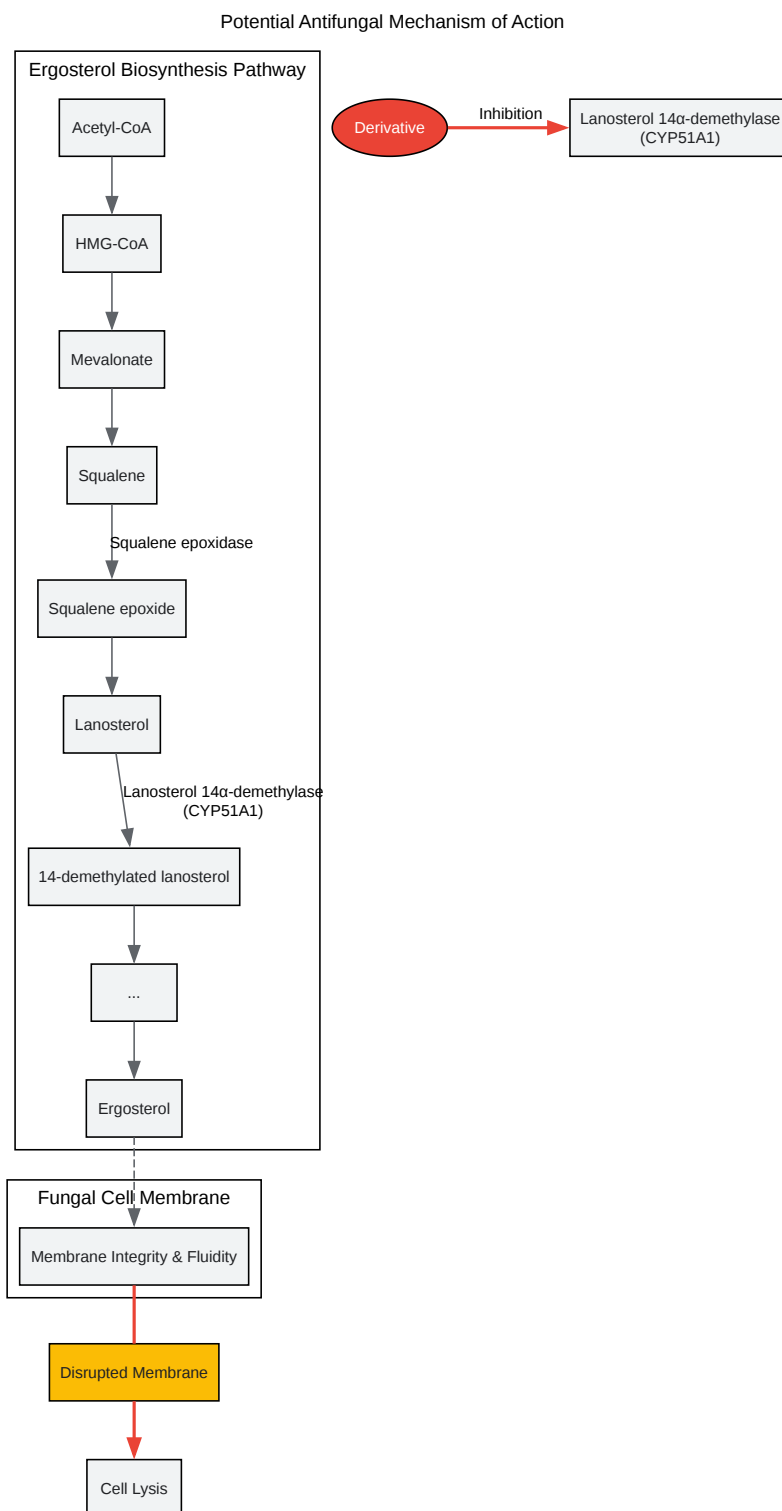 Potential Antifungal Mechanism of Action
Ergosterol Biosynthesis Pathway
Acetyl-CoA
HMG-CoA
Mevalonate
Squalene
Squalene epoxidase
Squalene epoxide
Lanosterol
Lanosterol 14α-demethylase
(CYP51A1)
14-demethylated lanosterol
...
Ergosterol
Fungal Cell Membrane
Membrane Integrity & Fluidity
Disrupted Membrane
Cell Lysis
Derivative
Inhibition
Lanosterol 14α-demethylase
(CYP51A1)